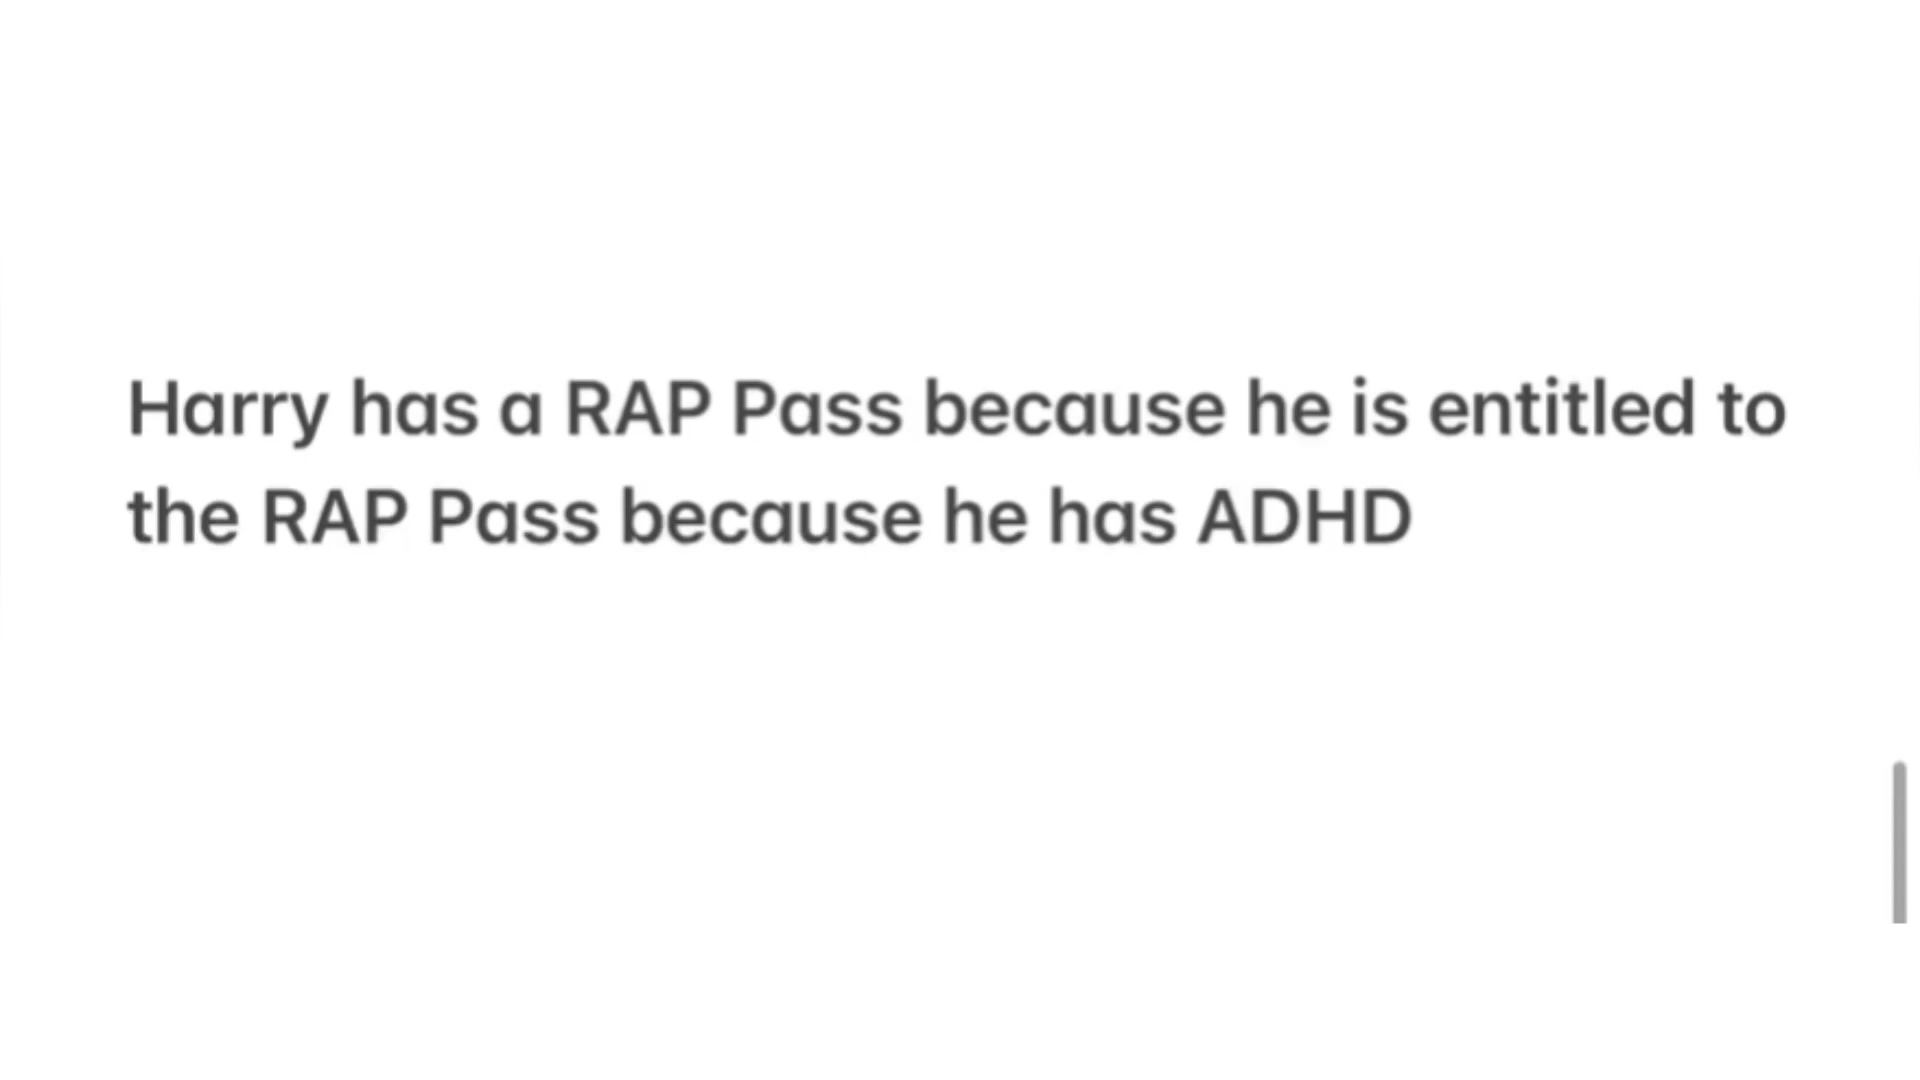 Harry has a RAP Pass because he is entitled to
the RAP Pass because he has ADHD